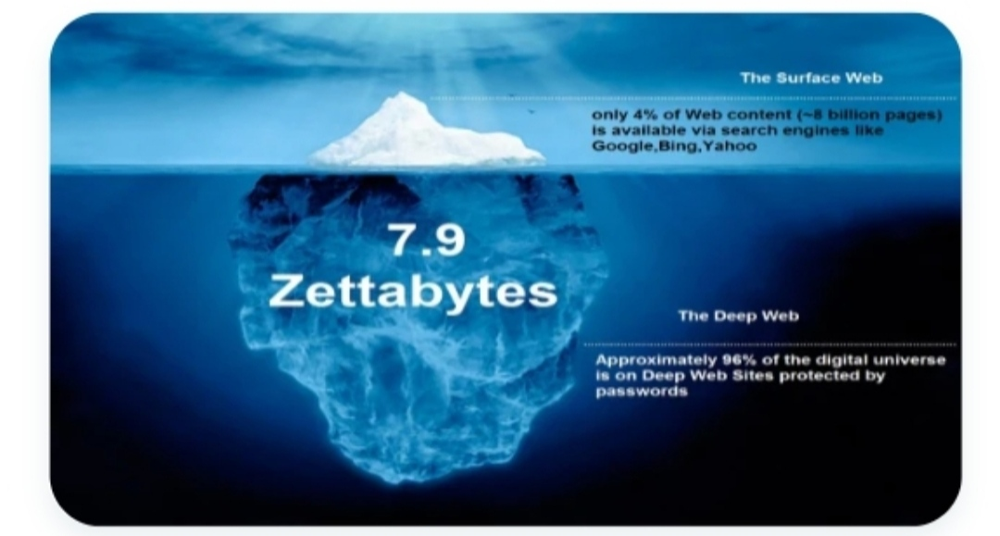 The Surface Web
only 4% of Web content (~8 billion pages)
is available via search engines like
Google,Bing,Yahoo
7.9
Zettabytes
The Deep Web
Approximately 96% of the digital universe
is on Deep Web Sites protected by
passwords